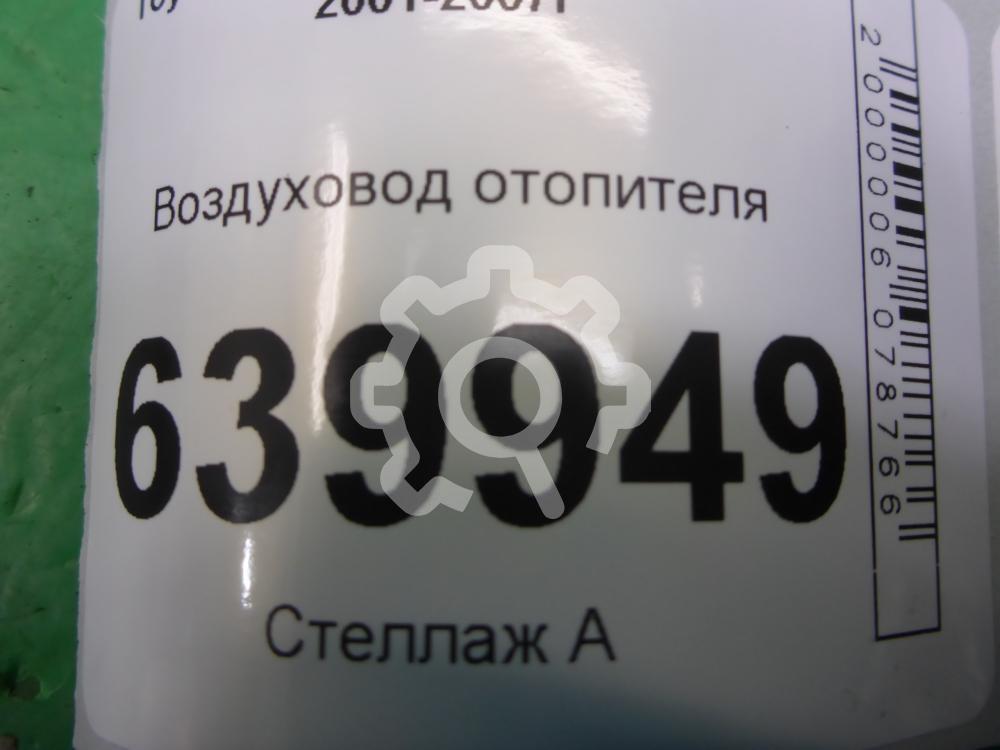 Воздуховод отопителя
639949
Стеллаж А
2000006078766